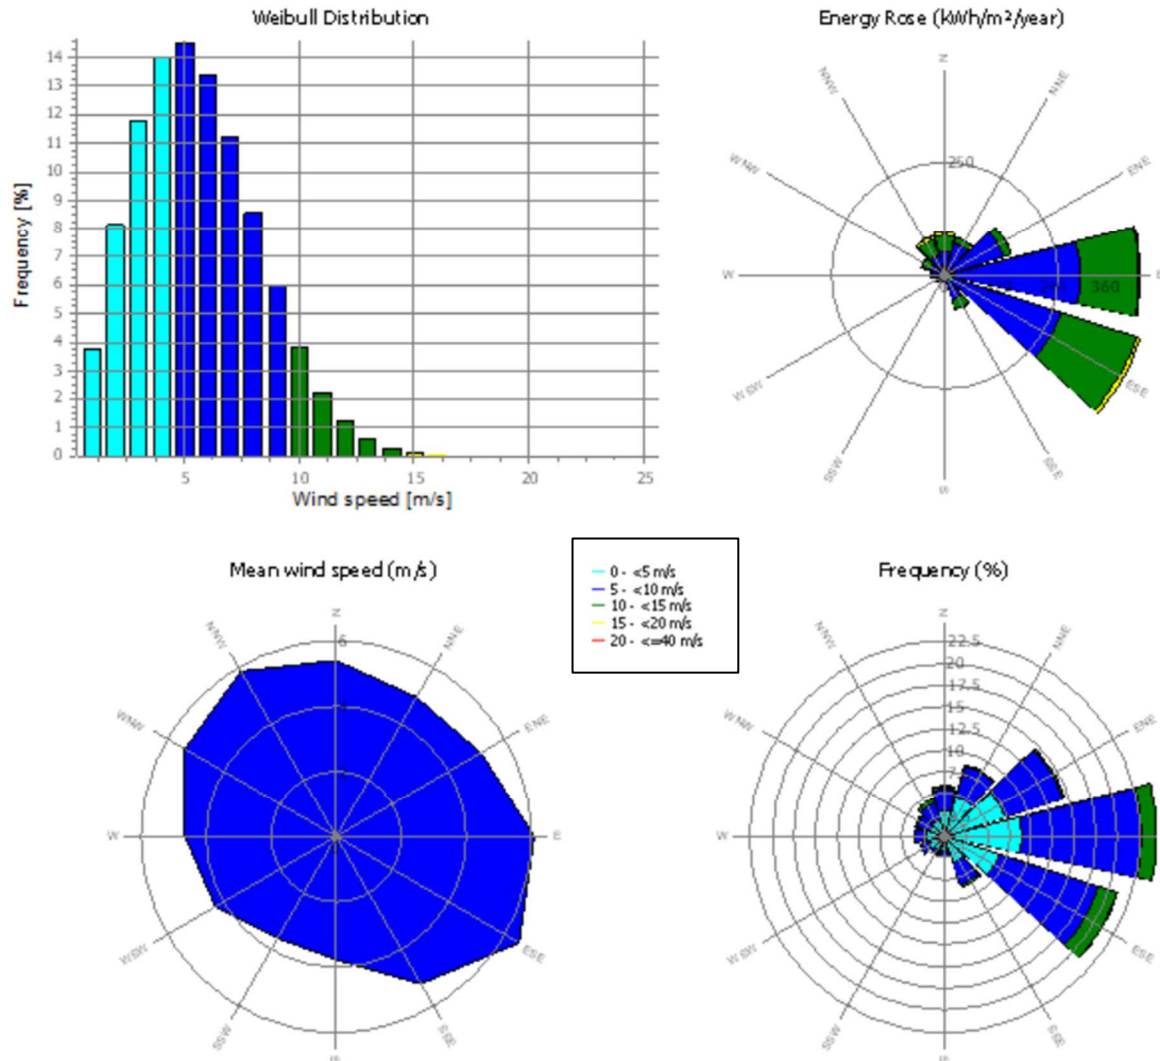 Weibull Distribution
Frequency [%]
14
13
12
11
10
9
8
7
6
5
4
3
2
1
0
5
10
15
20
25
Wind speed [m/s]
Energy Rose (kWh/m²/year)
N
NNE
ENE
E
ESE
SSE
S
SSW
WSW
W
WNW
NNW
250
360
Mean wind speed (m/s)
N
NNE
ENE
E
ESE
SSE
S
SSW
WSW
W
WNW
NNW
6
0 - <5 m/s
5 - <10 m/s
10 - <15 m/s
15 - <20 m/s
20 - <=40 m/s
Frequency (%)
N
NNE
ENE
E
ESE
SSE
S
SSW
WSW
W
WNW
NNW
22.5
20
17.5
15
12.5
10